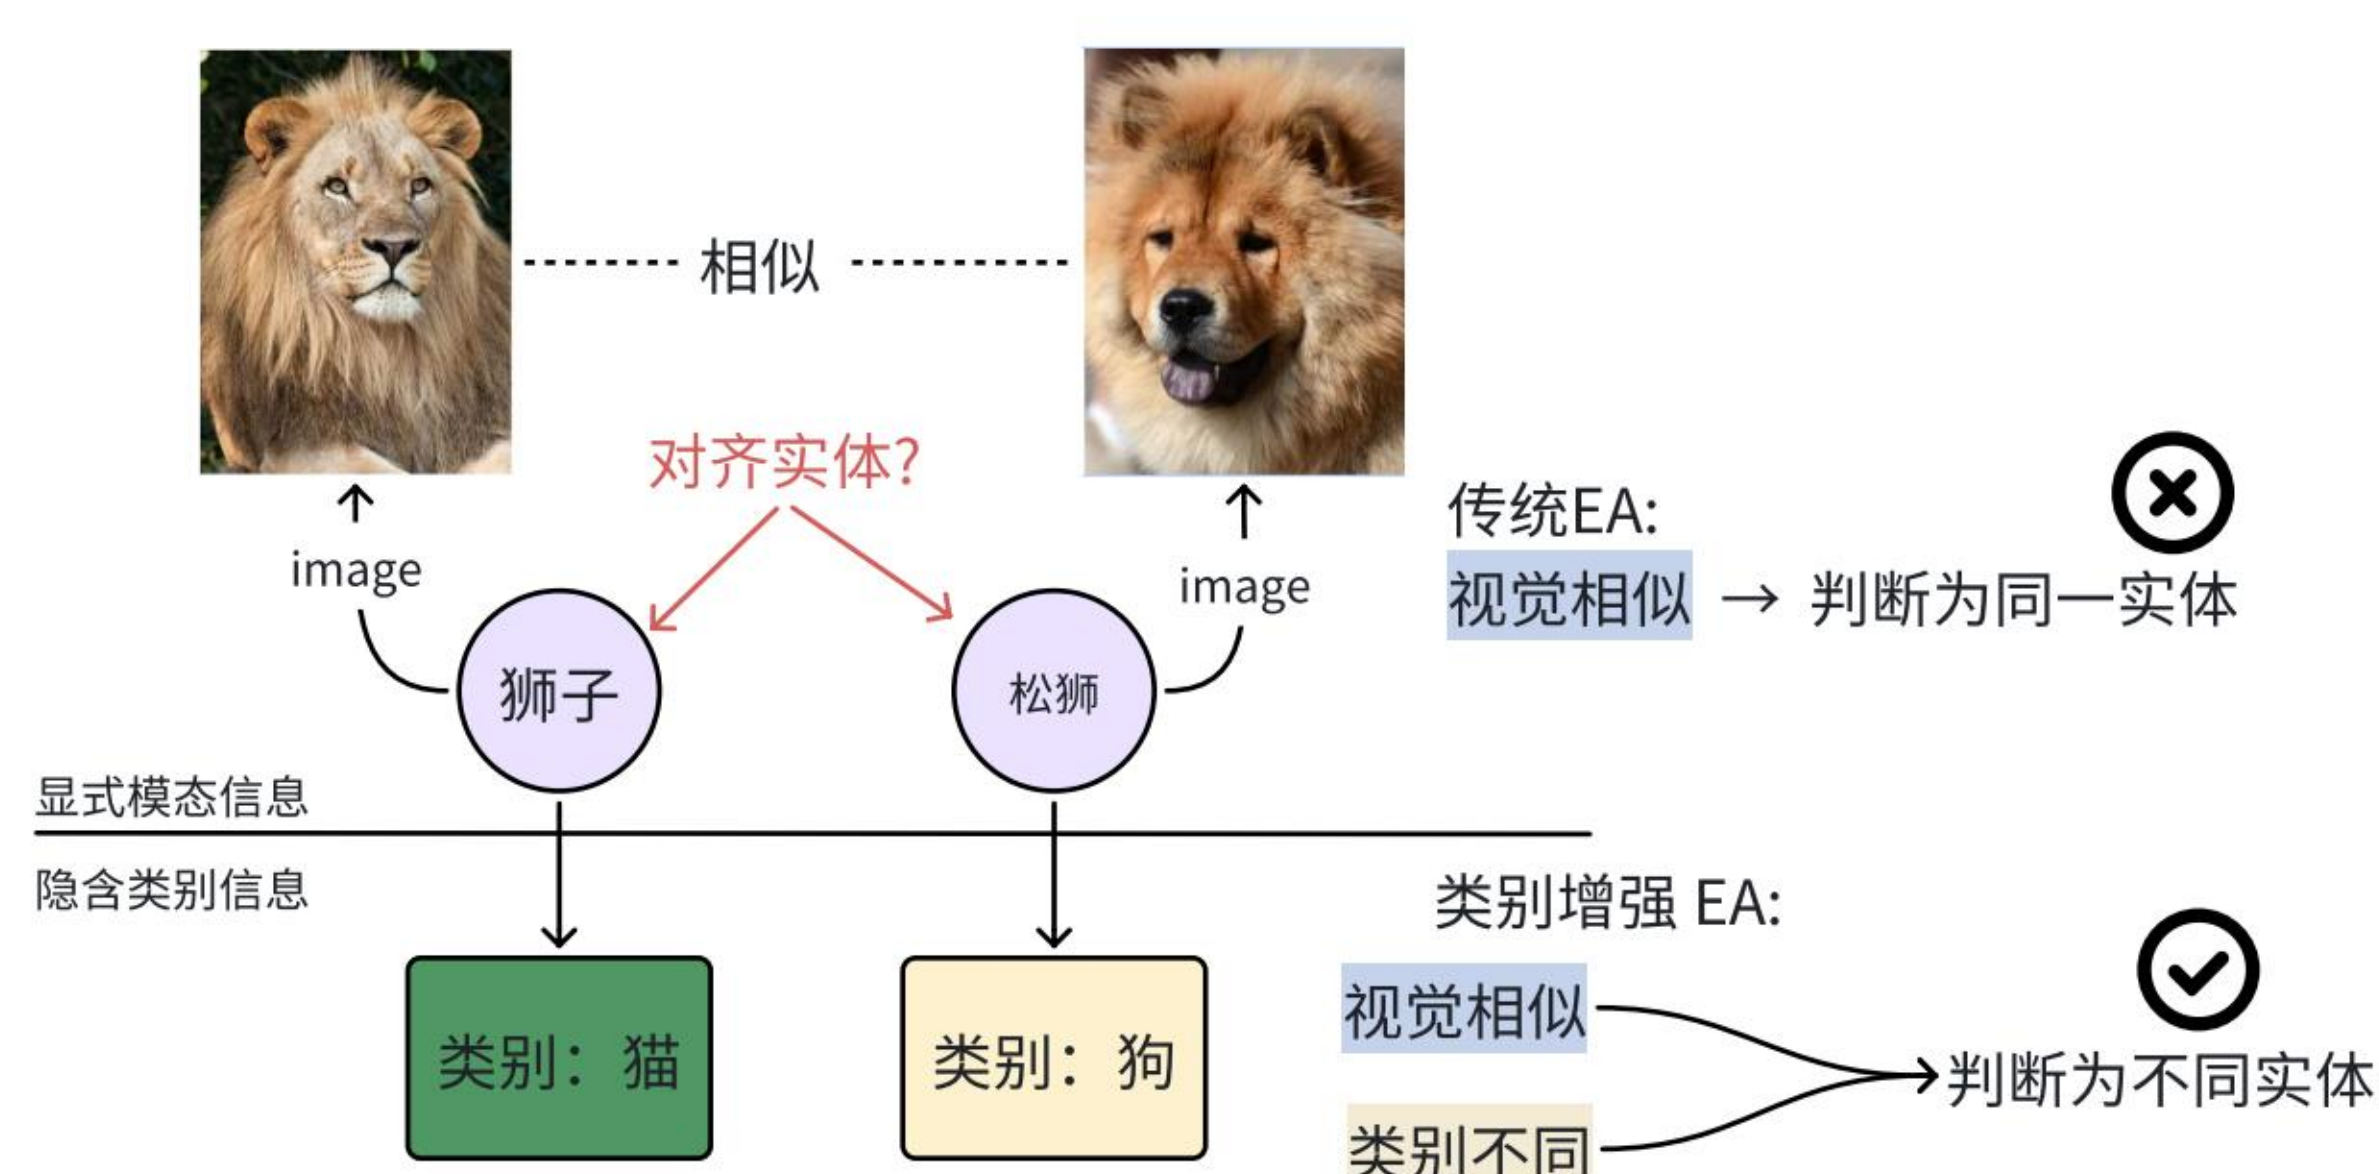 相似
对齐实体?
image
image
狮子
松狮
传统EA:
视觉相似 → 判断为同一实体
显式模态信息
隐含类别信息
类别：猫
类别：狗
类别增强 EA:
视觉相似
判断为不同实体
类别不同